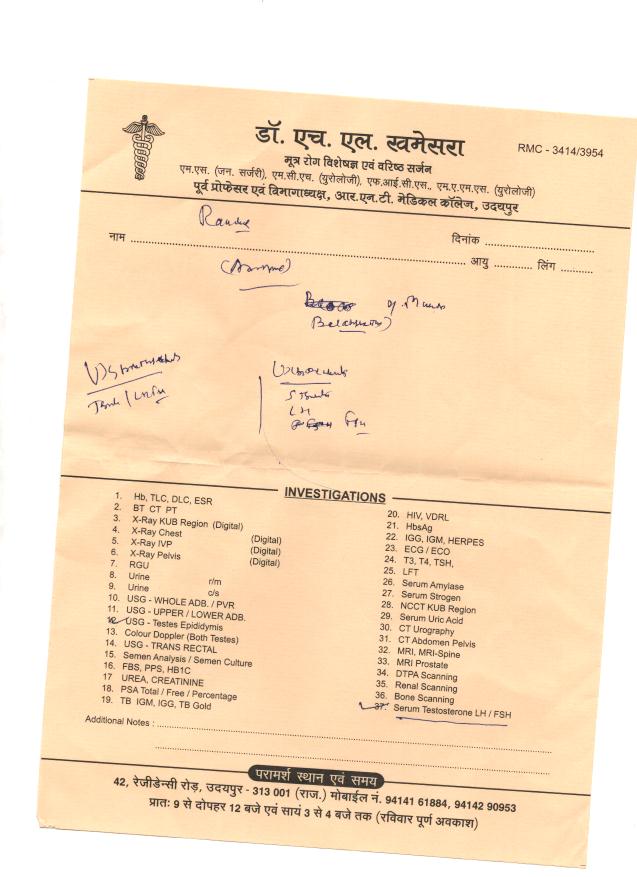 डॉ. एच. एल. खमेसरा
RMC - 3414/3954
मूत्र रोग विशेषज्ञ एवं वरिष्ठ सर्जन
एम.एस. (जन. सर्जरी), एम.सी.एच. (युरोलोजी), एफ.आई.सी.एस., एम.ए.एम.एस. (युरोलोजी)
पूर्व प्रोफेसर एवं विभागाध्यक्ष, आर.एन.टी. मेडिकल कॉलेज, उदयपुर
नाम
दिनांक
आयु लिंग
LH
INVESTIGATIONS
1. Hb, TLC, DLC, ESR
2. BT CT PT
3. X-Ray KUB Region (Digital)
4. X-Ray Chest (Digital)
5. X-Ray IVP (Digital)
6. X-Ray Pelvis (Digital)
7. RGU
8. Urine r/m
9. Urine c/s
10. USG - WHOLE ADB. / PVR
11. USG - UPPER / LOWER ADB.
12. USG - Testes Epididymis
13. Colour Doppler (Both Testes)
14. USG - TRANS RECTAL
15. Semen Analysis / Semen Culture
16. FBS, PPS, HB1C
17 UREA, CREATININE
18. PSA Total / Free / Percentage
19. TB IGM, IGG, TB Gold
20. HIV, VDRL
21. HbsAg
22. IGG, IGM, HERPES
23. ECG / ECO
24. T3, T4, TSH,
25. LFT
26. Serum Amylase
27. Serum Strogen
28. NCCT KUB Region
29. Serum Uric Acid
30. CT Urography
31. CT Abdomen Pelvis
32. MRI, MRI-Spine
33. MRI Prostate
34. DTPA Scanning
35. Renal Scanning
36. Bone Scanning
37. Serum Testosterone LH / FSH
Additional Notes :
परामर्श स्थान एवं समय
42, रेजीडेन्सी रोड़, उदयपुर - 313 001 (राज.) मोबाईल नं. 94141 61884, 94142 90953
प्रातः 9 से दोपहर 12 बजे एवं सायं 3 से 4 बजे तक (रविवार पूर्ण अवकाश)